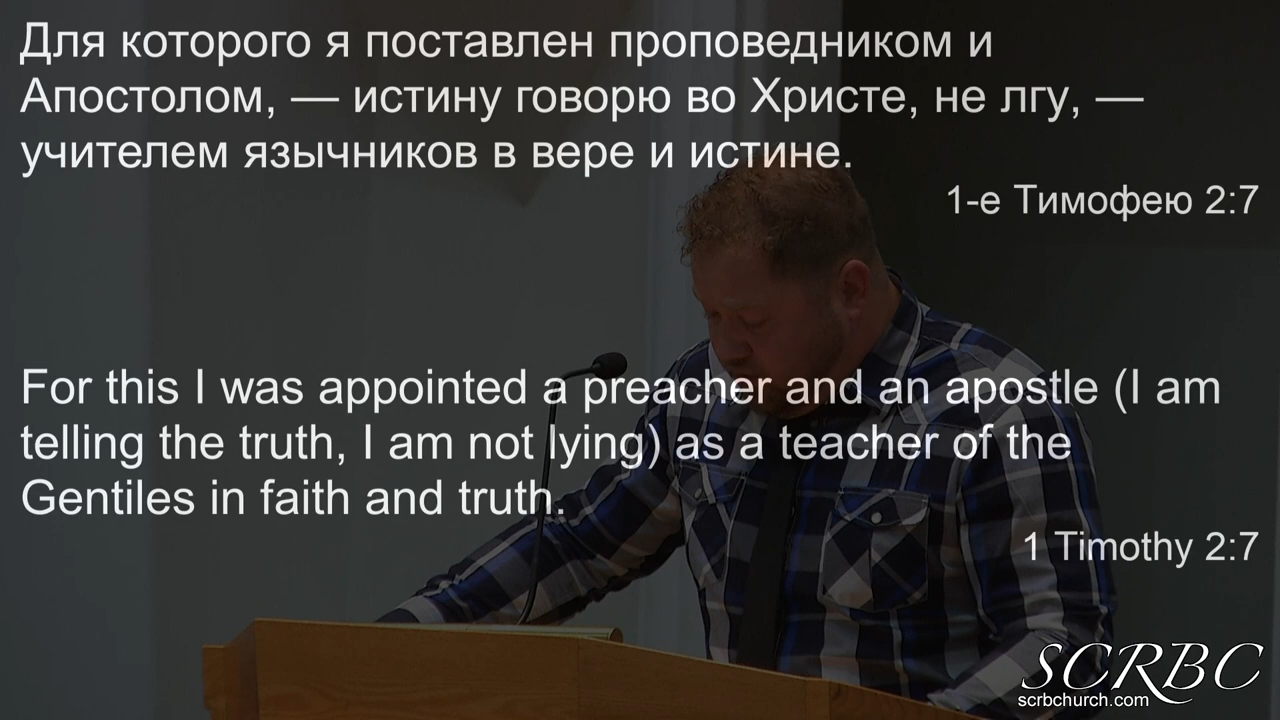 Для которого я поставлен проповедником и
Апостолом, — истину говорю во Христе, не лгу, —
учителем язычников в вере и истине.
1-е Тимофею 2:7
For this I was appointed a preacher and an apostle (I am
telling the truth, I am not lying) as a teacher of the
Gentiles in faith and truth.
1 Timothy 2:7
SCRBC
scrbchurch.com